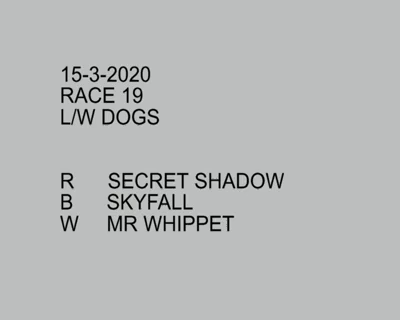 15-3-2020
RACE 19
L/W DOGS
R SECRET SHADOW
B SKYFALL
W MR WHIPPET